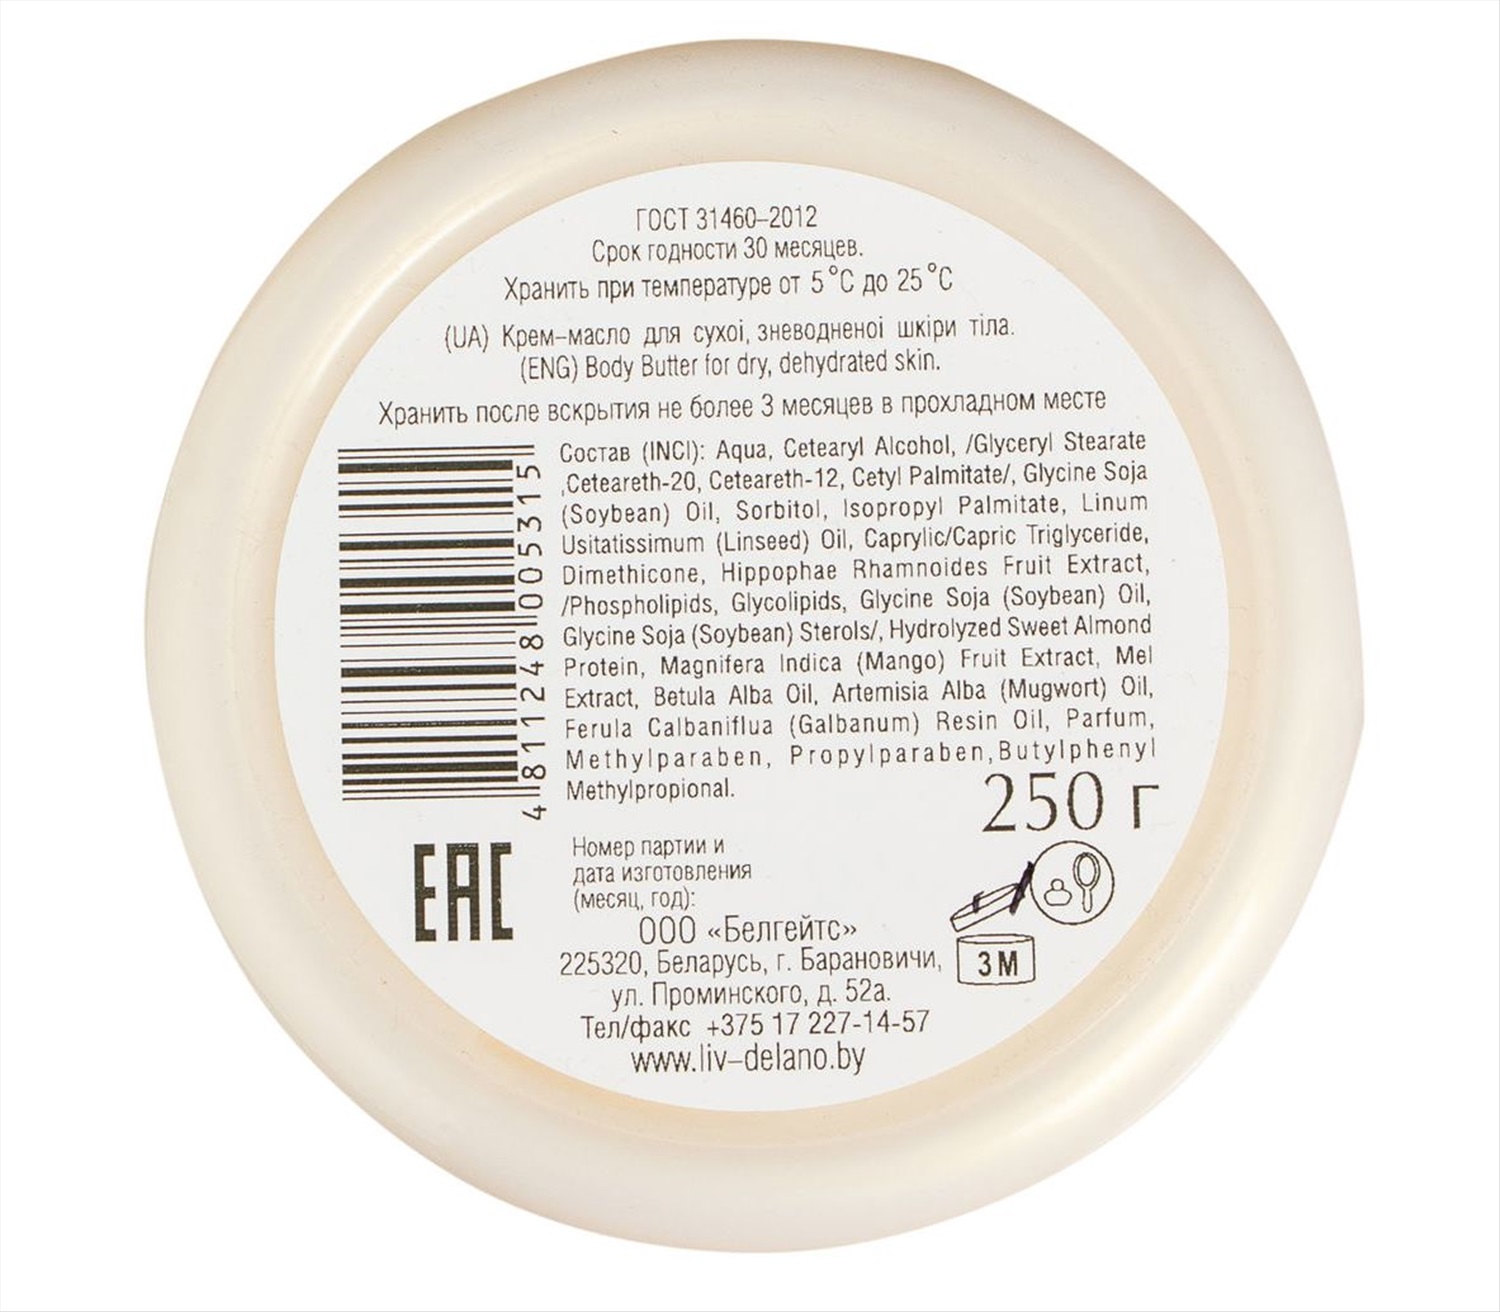 ГОСТ 31460–2012
Срок годности 30 месяцев.
Хранить при температуре от 5°С до 25°С
(UA) Крем–масло для сухоі, зневодненоі шкіри тіла.
(ENG) Body Butter for dry, dehydrated skin.
Хранить после вскрытия не более 3 месяцев в прохладном месте
Состав (INCI): Aqua, Cetearyl Alcohol, /Glyceryl Stearate
,Ceteareth-20, Ceteareth-12, Cetyl Palmitate/, Glycine Soja
(Soybean) Oil, Sorbitol, Isopropyl Palmitate, Linum
Usitatissimum (Linseed) Oil, Caprylic/Capric Triglyceride,
Dimethicone, Hippophae Rhamnoides Fruit Extract,
/Phospholipids, Glycolipids, Glycine Soja (Soybean) Oil,
Glycine Soja (Soybean) Sterols/, Hydrolyzed Sweet Almond
Protein, Magnifera Indica (Mango) Fruit Extract, Mel
Extract, Betula Alba Oil, Artemisia Alba (Mugwort) Oil,
Ferula Calbaniflua (Galbanum) Resin Oil, Parfum,
Methylparaben, Propylparaben,Butylphenyl
Methylpropional.
4811248005315
250 г
EAC
Номер партии и
дата изготовления
(месяц, год):
ООО «Белгейтс»
225320, Беларусь, г. Барановичи,
ул. Проминского, д. 52а.
Тел/факс +375 17 227-14-57
www.liv–delano.by
3 М